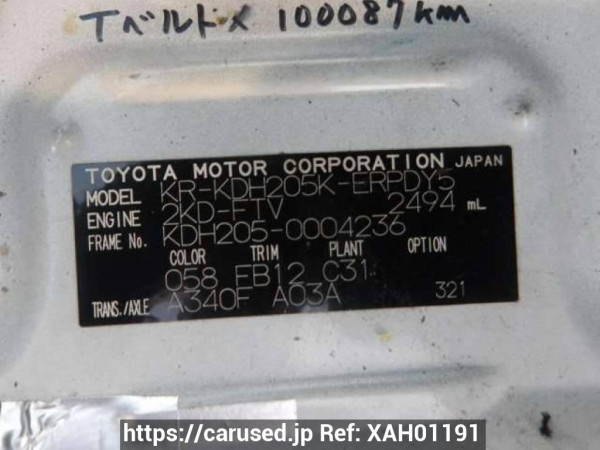 Tベルト〆 100087km
TOYOTA MOTOR CORPORATION JAPAN
MODEL KR-KDH205K-ERPDY5
ENGINE 2KD-FTV 2494 mL
FRAME No. KDH205-0004236
COLOR TRIM PLANT OPTION
058 FB12 C31
TRANS./AXLE A340F A03A 321
https://carused.jp Ref: XAH01191